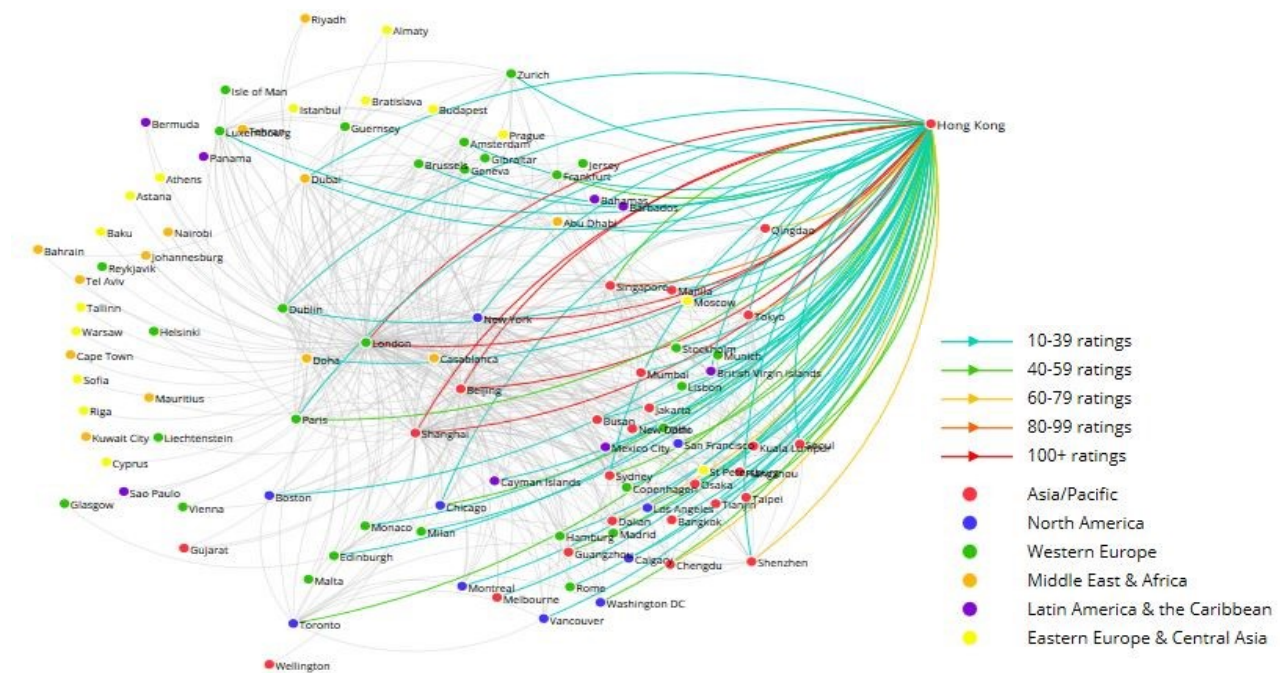 Riyadh
Almaty
Zurich
Isle of Man
Istanbul
Bratislava
Budapest
Hong Kong
Bermuda
Luxembourg
Guernsey
Prague
Amsterdam
Panama
Brussels
Gibraltar
Geneva
Jersey
Frankfurt
Athens
Dubai
Astana
Bahamas
Barbados
Abu Dhabi
Qingdao
Baku
Nairobi
Bahrain
Johannesburg
Reykjavik
Tel Aviv
Singapore
Manila
Moscow
Tallinn
Dublin
New York
Tokyo
Warsaw
Helsinki
London
Cape Town
Doha
Casablanca
Stockholm
Munich
British Virgin Islands
Mumbai
Lisbon
Sofia
Beijing
Mauritius
Riga
Paris
Jakarta
Busan
New Delhi
Shanghai
Kuwait City
Liechtenstein
Mexico City
San Francisco
Kuala Lumpur
Seoul
Cyprus
Sydney
St Petersburg
Cayman Islands
Copenhagen
Osaka
Sao Paulo
Boston
Glasgow
Vienna
Chicago
Los Angeles
Tianjin
Taipei
Monaco
Milan
Dalian
Bangkok
Madrid
Hamburg
Gujarat
Edinburgh
Guangzhou
Calgary
Chengdu
Shenzhen
Malta
Montreal
Melbourne
Rome
Washington DC
Toronto
Vancouver
Wellington
10-39 ratings
40-59 ratings
60-79 ratings
80-99 ratings
100+ ratings
Asia/Pacific
North America
Western Europe
Middle East & Africa
Latin America & the Caribbean
Eastern Europe & Central Asia